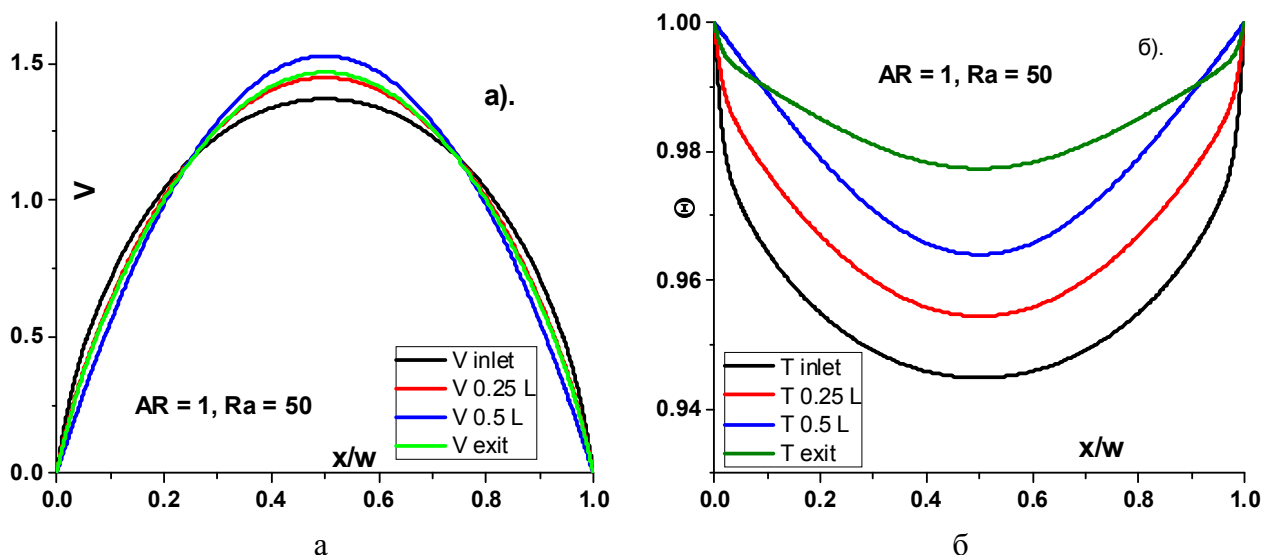 1.5
1.0
0.5
0.0
V
a).
AR = 1, Ra = 50
V inlet
V 0.25 L
V 0.5 L
V exit
x/w
0.0 0.2 0.4 0.6 0.8 1.0
а
1.00
0.98
0.96
0.94
Θ
б).
AR = 1, Ra = 50
T inlet
T 0.25 L
T 0.5 L
T exit
x/w
0.0 0.2 0.4 0.6 0.8 1.0
б